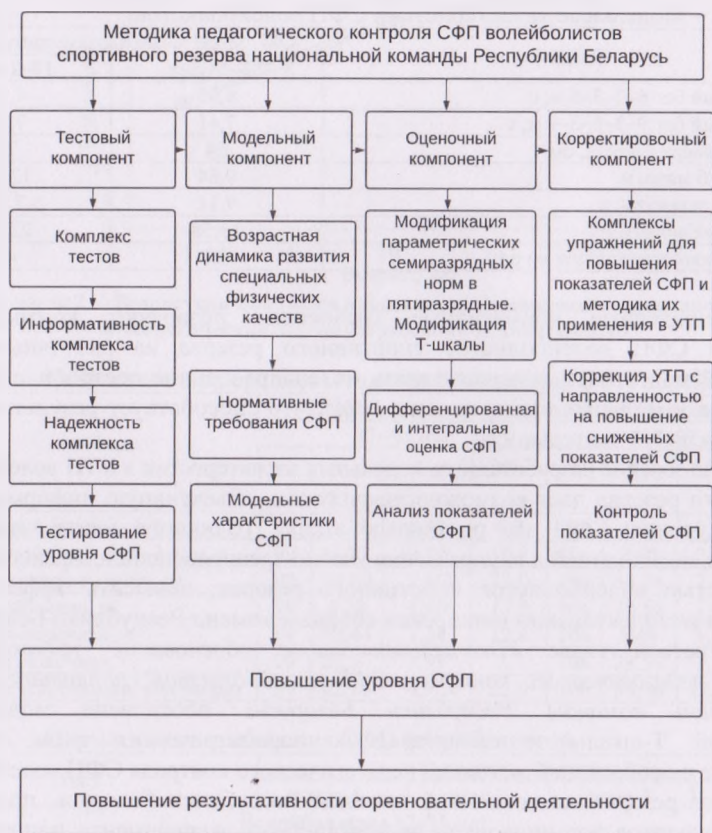 Методика педагогического контроля СФП волейболистов
спортивного резерва национальной команды Республики Беларусь
Тестовый
компонент
Модельный
компонент
Оценочный
компонент
Корректировочный
компонент
Комплекс
тестов
Информативность
комплекса
тестов
Надежность
комплекса
тестов
Тестирование
уровня СФП
Возрастная
динамика развития
специальных
физических
качеств
Нормативные
требования СФП
Модельные
характеристики
СФП
Модификация
параметрических
семиразрядных
норм в
пятиразрядные.
Модификация
Т-шкалы
Дифференцированная
и интегральная
оценка СФП
Анализ показателей
СФП
Комплексы
упражнений для
повышения
показателей СФП и
методика их
применения в УТП
Коррекция УТП с
направленностью
на повышение
сниженных
показателей СФП
Контроль
показателей СФП
Повышение уровня СФП
Повышение результативности соревновательной деятельности